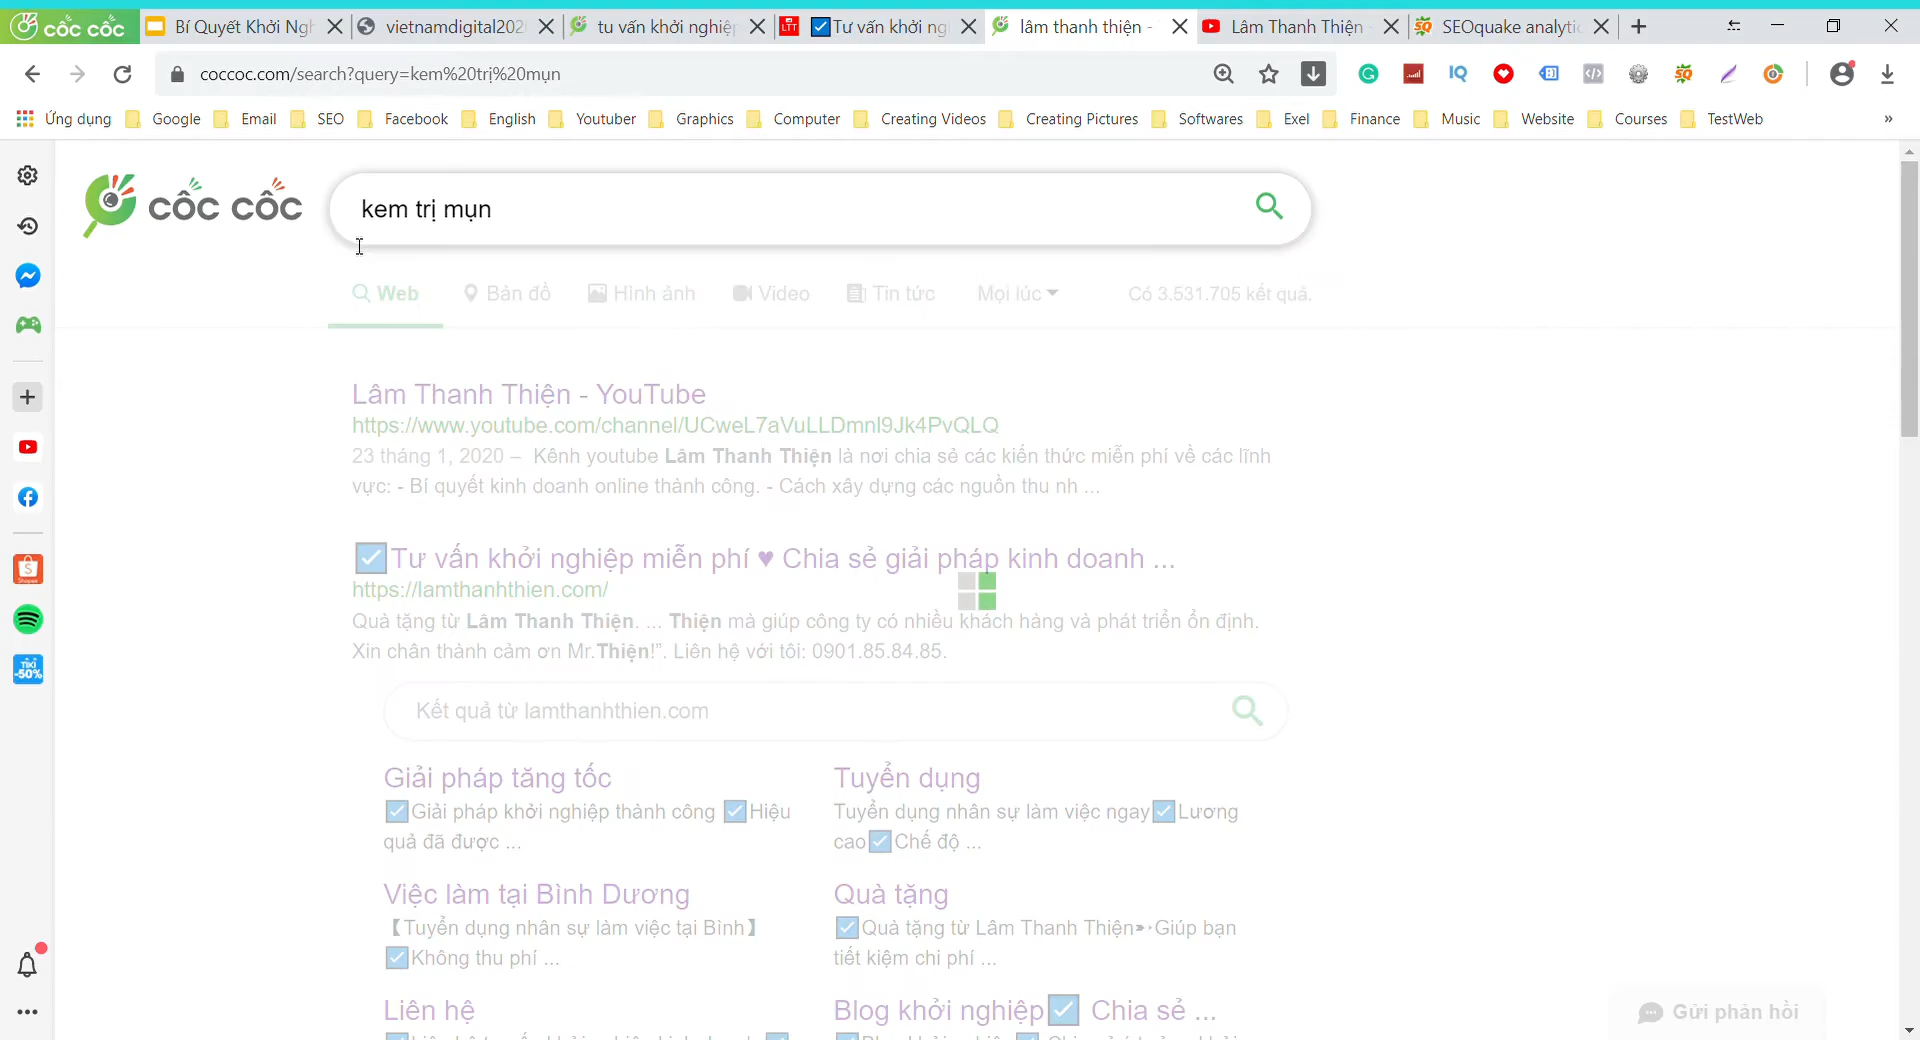 cốc cốc
Bí Quyết Khởi Ngh
vietnamdigital202
tu vấn khởi nghiệp
Tư vấn khởi ng
lâm thanh thiện -
Lâm Thanh Thiện
SEOquake analytic
coccoc.com/search?query=kem%20trị%20mụn
Ứng dụng Google Email SEO Facebook English Youtuber Graphics Computer Creating Videos Creating Pictures Softwares Exel Finance Music Website Courses TestWeb »
cốc cốc
kem trị mụn
Web Bản đồ Hình ảnh Video Tin tức Mọi lúc Có 3.531.705 kết quả.
Lâm Thanh Thiện - YouTube
https://www.youtube.com/channel/UCweL7aVuLLDmnl9Jk4PvQLQ
23 tháng 1, 2020 – Kênh youtube Lâm Thanh Thiện là nơi chia sẻ các kiến thức miễn phí về các lĩnh
vực: - Bí quyết kinh doanh online thành công. - Cách xây dựng các nguồn thu nh ...
☑Tư vấn khởi nghiệp miễn phí ♥ Chia sẻ giải pháp kinh doanh ...
https://lamthanhthien.com/
Quà tặng từ Lâm Thanh Thiện. ... Thiện mà giúp công ty có nhiều khách hàng và phát triển ổn định.
Xin chân thành cảm ơn Mr.Thiện!”. Liên hệ với tôi: 0901.85.84.85.
Kết quả từ lamthanhthien.com
Giải pháp tăng tốc
☑Giải pháp khởi nghiệp thành công ☑Hiệu
quả đã được ...
Tuyển dụng
Tuyển dụng nhân sự làm việc ngay☑Lương
cao☑Chế độ ...
Việc làm tại Bình Dương
【Tuyển dụng nhân sự làm việc tại Bình】
☑Không thu phí ...
Quà tặng
☑Quà tặng từ Lâm Thanh Thiện➳Giúp bạn
tiết kiệm chi phí ...
Liên hệ
Blog khởi nghiệp☑ Chia sẻ ...
Gửi phản hồi
Shopee
TIKI
-50%